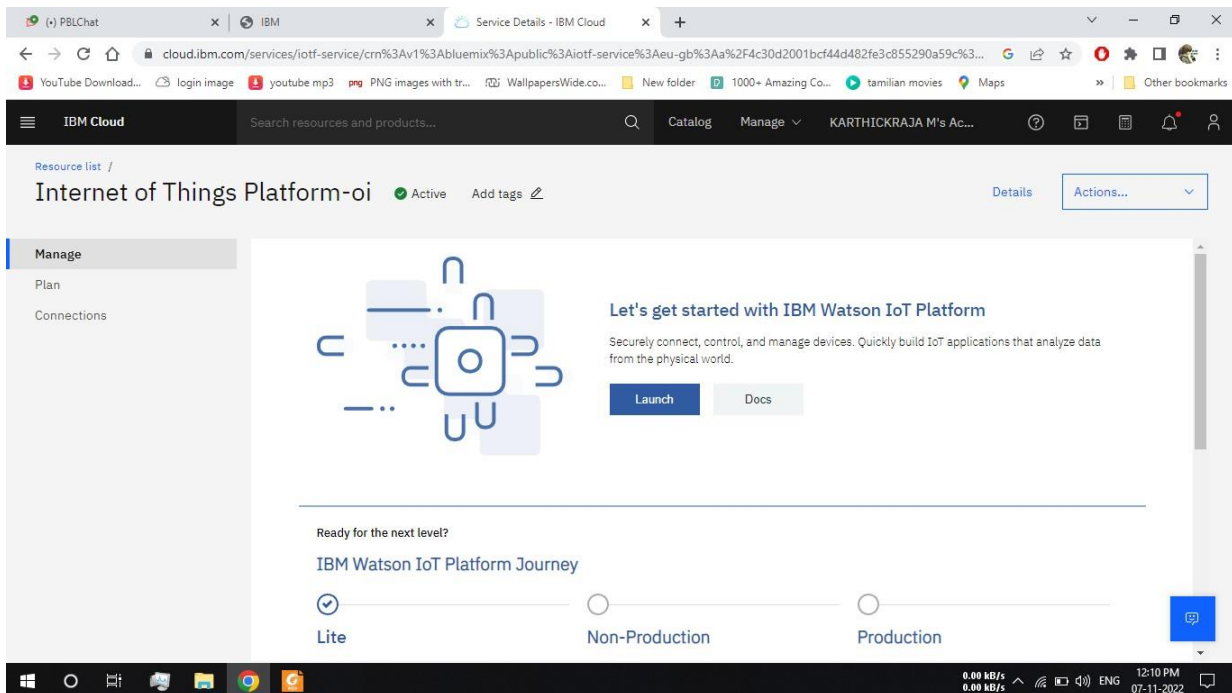 (•) PBLChat
IBM
Service Details - IBM Cloud
cloud.ibm.com/services/iotf-service/crn%3Av1%3Abluemix%3Apublic%3Aiotf-service%3Aeu-gb%3Aa%2F4c30d2001bcf44d482fe3c855290a59c%3...
YouTube Download...
login image
youtube mp3
png PNG images with tr...
WallpapersWide.co...
New folder
1000+ Amazing Co...
tamilian movies
Maps
»
Other bookmarks
IBM Cloud
Search resources and products...
Catalog
Manage
KARTHICKRAJA M's Ac...
Resource list /
Internet of Things Platform-oi
Active
Add tags
Details
Actions...
Manage
Plan
Connections
Let's get started with IBM Watson IoT Platform
Securely connect, control, and manage devices. Quickly build IoT applications that analyze data
from the physical world.
Launch
Docs
Ready for the next level?
IBM Watson IoT Platform Journey
Lite
Non-Production
Production
0.00 kB/s
0.00 kB/s
ENG
12:10 PM
07-11-2022